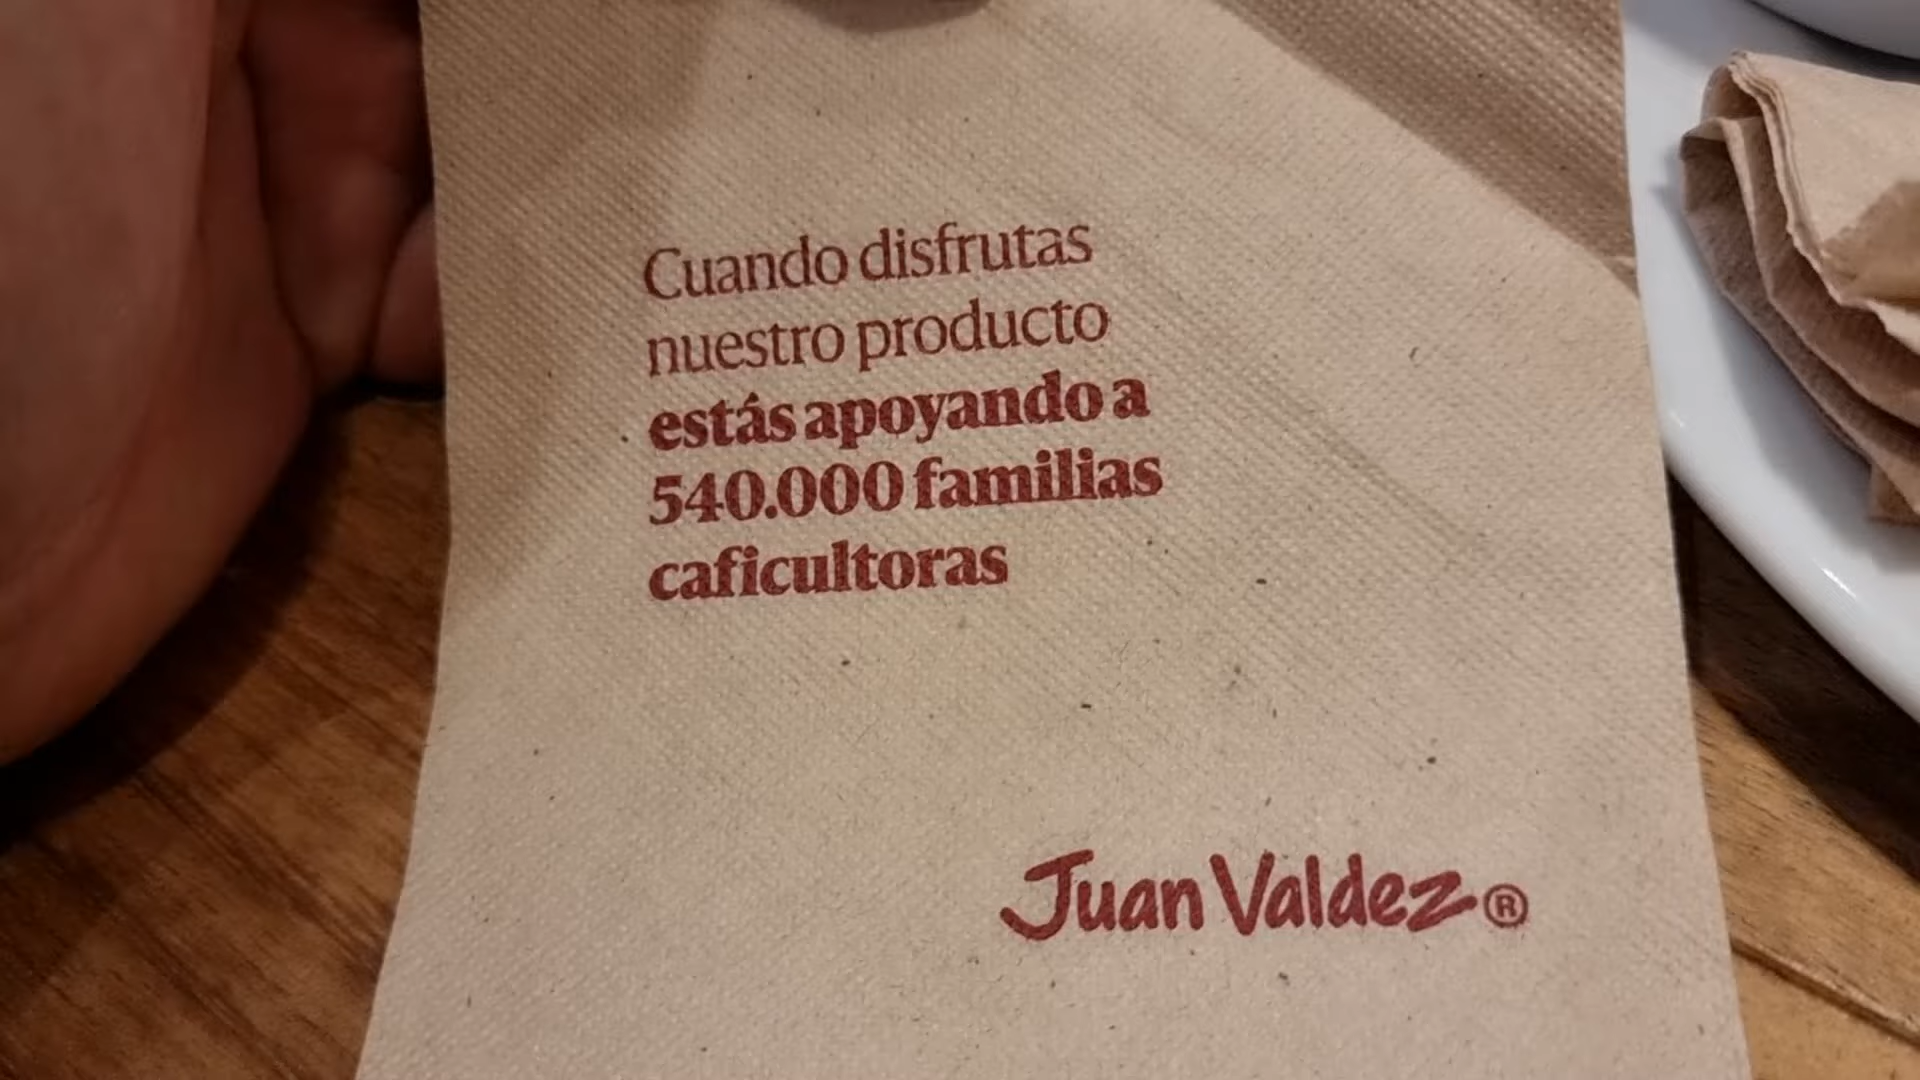 Cuando disfrutas
nuestro producto
estás apoyando a
540.000 familias
caficultoras
Juan Valdez®